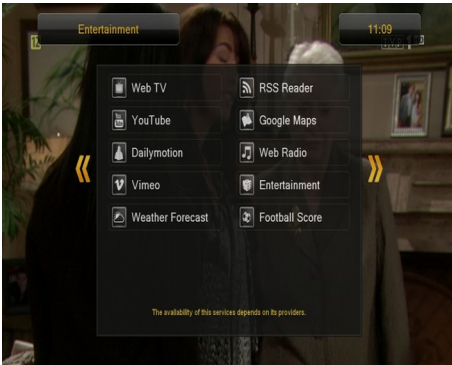 Entertainment
11:09
Web TV
RSS Reader
YouTube
Google Maps
Dailymotion
Web Radio
Vimeo
Entertainment
Weather Forecast
Football Score
The availability of this services depends on its providers.